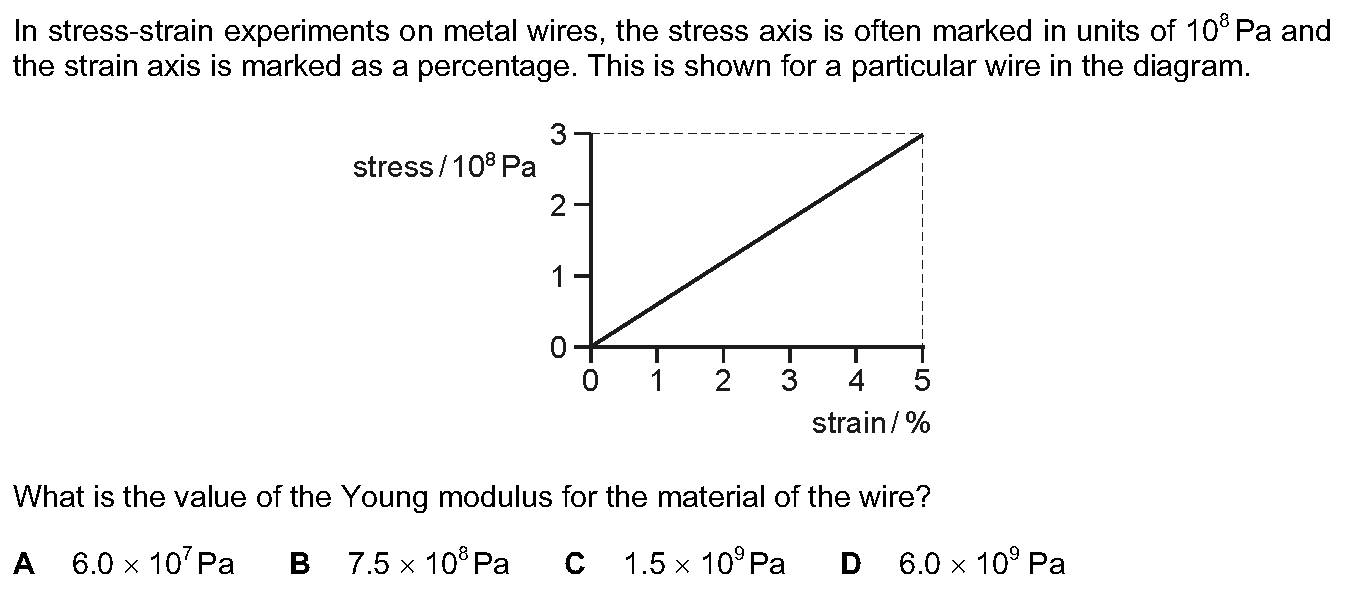 In stress-strain experiments on metal wires, the stress axis is often marked in units of 10⁸ Pa and
the strain axis is marked as a percentage. This is shown for a particular wire in the diagram.
3
stress / 10⁸ Pa
2
1
0
0 1 2 3 4 5
strain / %
What is the value of the Young modulus for the material of the wire?
A 6.0 × 10⁷ Pa B 7.5 × 10⁸ Pa C 1.5 × 10⁹ Pa D 6.0 × 10⁹ Pa